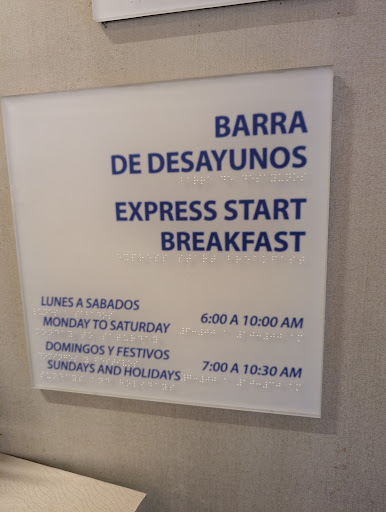 BARRA
DE DESAYUNOS
EXPRESS START
BREAKFAST
LUNES A SABADOS
MONDAY TO SATURDAY 6:00 A 10:00 AM
DOMINGOS Y FESTIVOS
SUNDAYS AND HOLIDAYS 7:00 A 10:30 AM